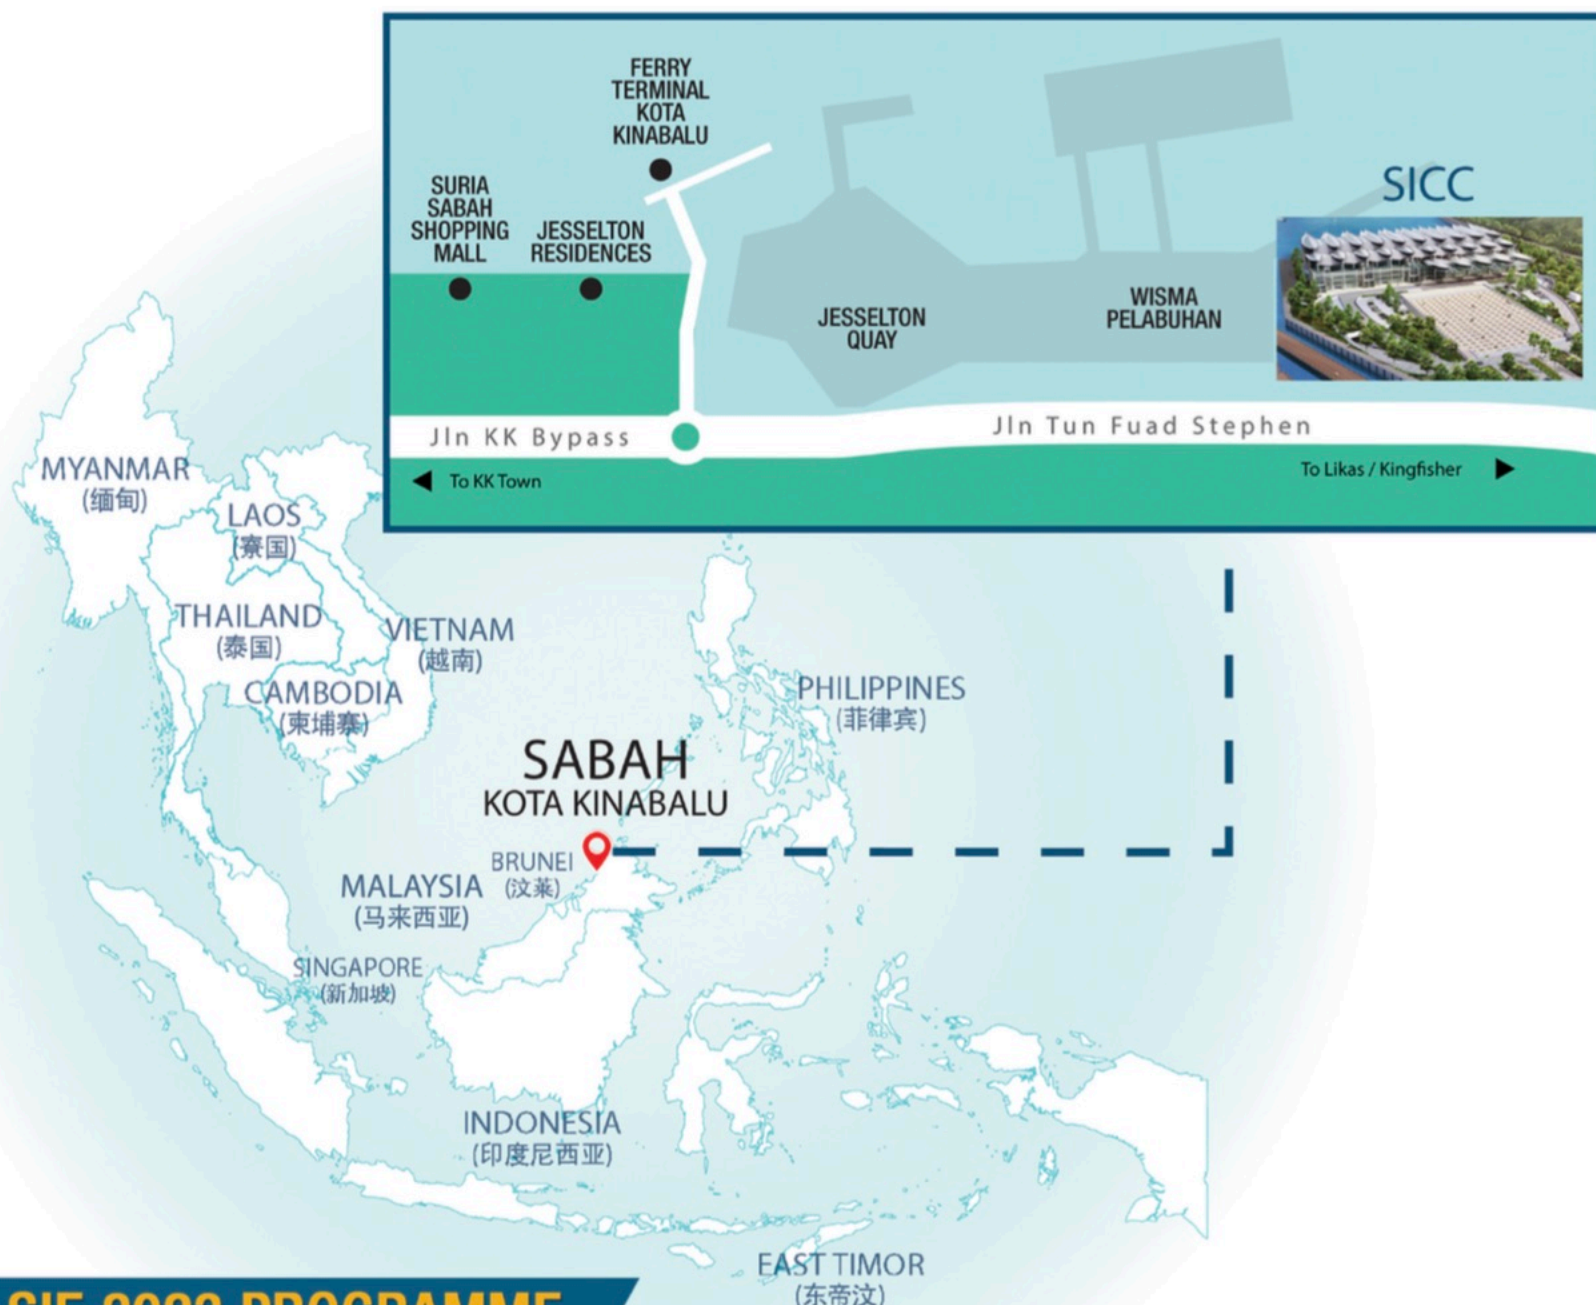 FERRY
TERMINAL
KOTA
KINABALU
SURIA
SABAH
SHOPPING
MALL
JESSELTON
RESIDENCES
SICC
JESSELTON
QUAY
WISMA
PELABUHAN
Jln KK Bypass
Jln Tun Fuad Stephen
To KK Town
To Likas / Kingfisher
MYANMAR
(缅甸)
LAOS
(寮国)
THAILAND
(泰国)
VIETNAM
(越南)
CAMBODIA
(柬埔寨)
PHILIPPINES
(菲律宾)
SABAH
KOTA KINABALU
BRUNEI
(汶莱)
MALAYSIA
(马来西亚)
SINGAPORE
(新加坡)
INDONESIA
(印度尼西亚)
EAST TIMOR
(东帝汶)
PROGRAMME